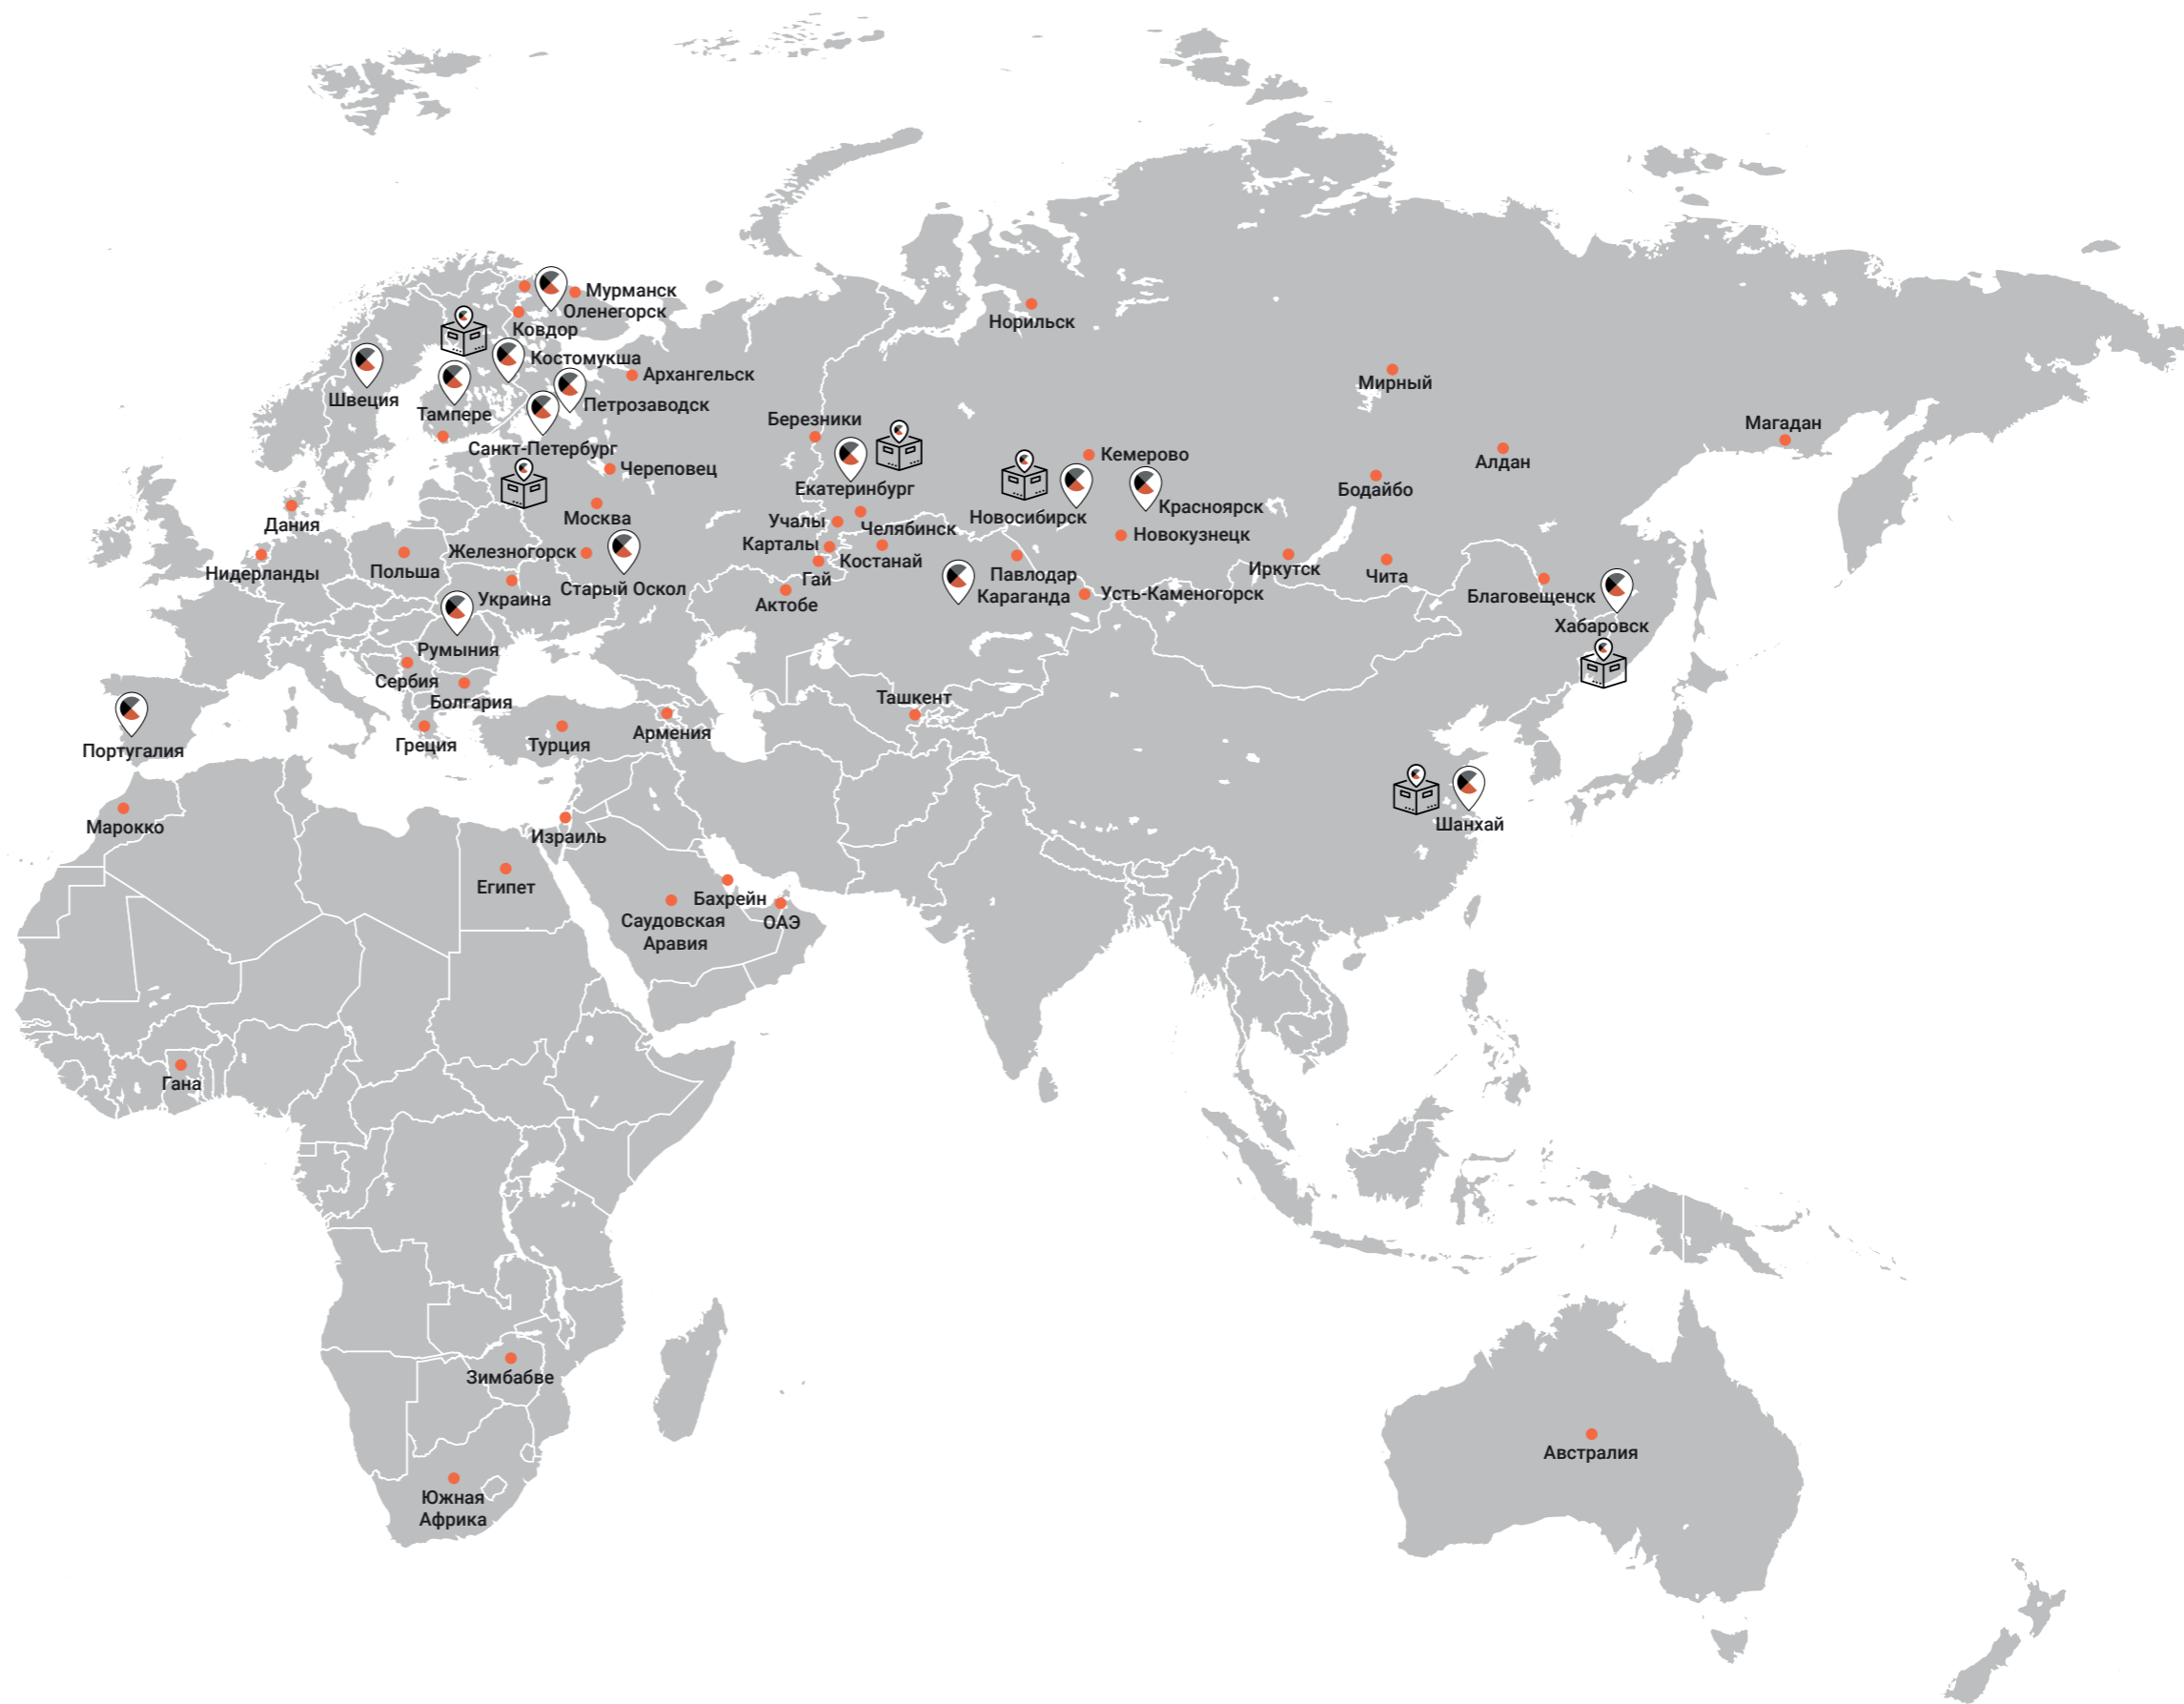 Мурманск
Оленегорск
Ковдор
Норильск
Костомукша
Архангельск
Мирный
Швеция
Тампере
Петрозаводск
Березники
Магадан
Санкт-Петербург
Череповец
Екатеринбург
Кемерово
Алдан
Бодайбо
Красноярск
Новосибирск
Дания
Москва
Учалы
Челябинск
Новокузнецк
Железногорск
Карталы
Костанай
Нидерланды
Польша
Гай
Павлодар
Иркутск
Чита
Старый Оскол
Украина
Актобе
Караганда
Усть-Каменогорск
Благовещенск
Хабаровск
Румыния
Сербия
Болгария
Ташкент
Армения
Греция
Турция
Португалия
Марокко
Израиль
Шанхай
Египет
Бахрейн
Саудовская
Аравия
ОАЭ
Гана
Зимбабве
Австралия
Южная
Африка